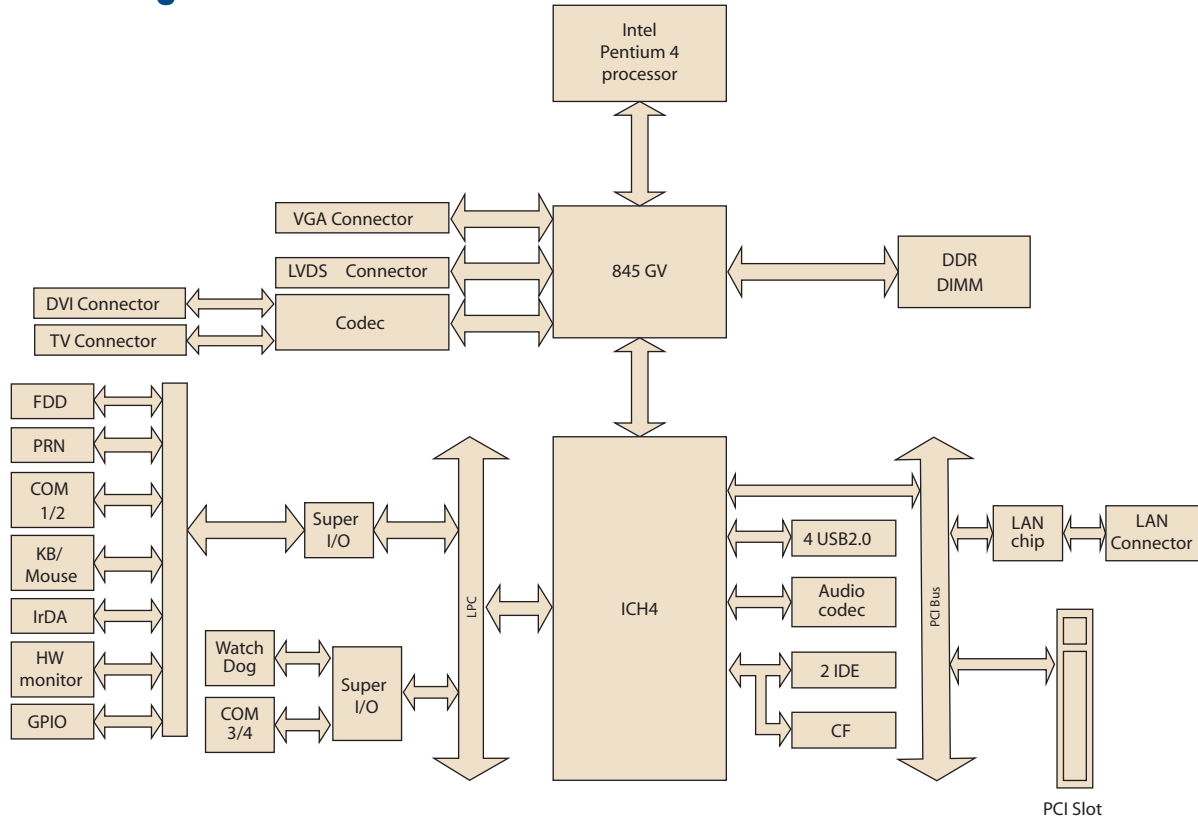 Intel
Pentium 4
processor
VGA Connector
LVDS Connector
845 GV
DDR
DIMM
DVI Connector
Codec
TV Connector
FDD
PRN
COM
1/2
KB/
Mouse
IrDA
HW
monitor
GPIO
Super
I/O
Watch
Dog
COM
3/4
Super
I/O
LPC
ICH4
4 USB2.0
Audio
codec
2 IDE
CF
PCI Bus
LAN
chip
LAN
Connector
PCI Slot